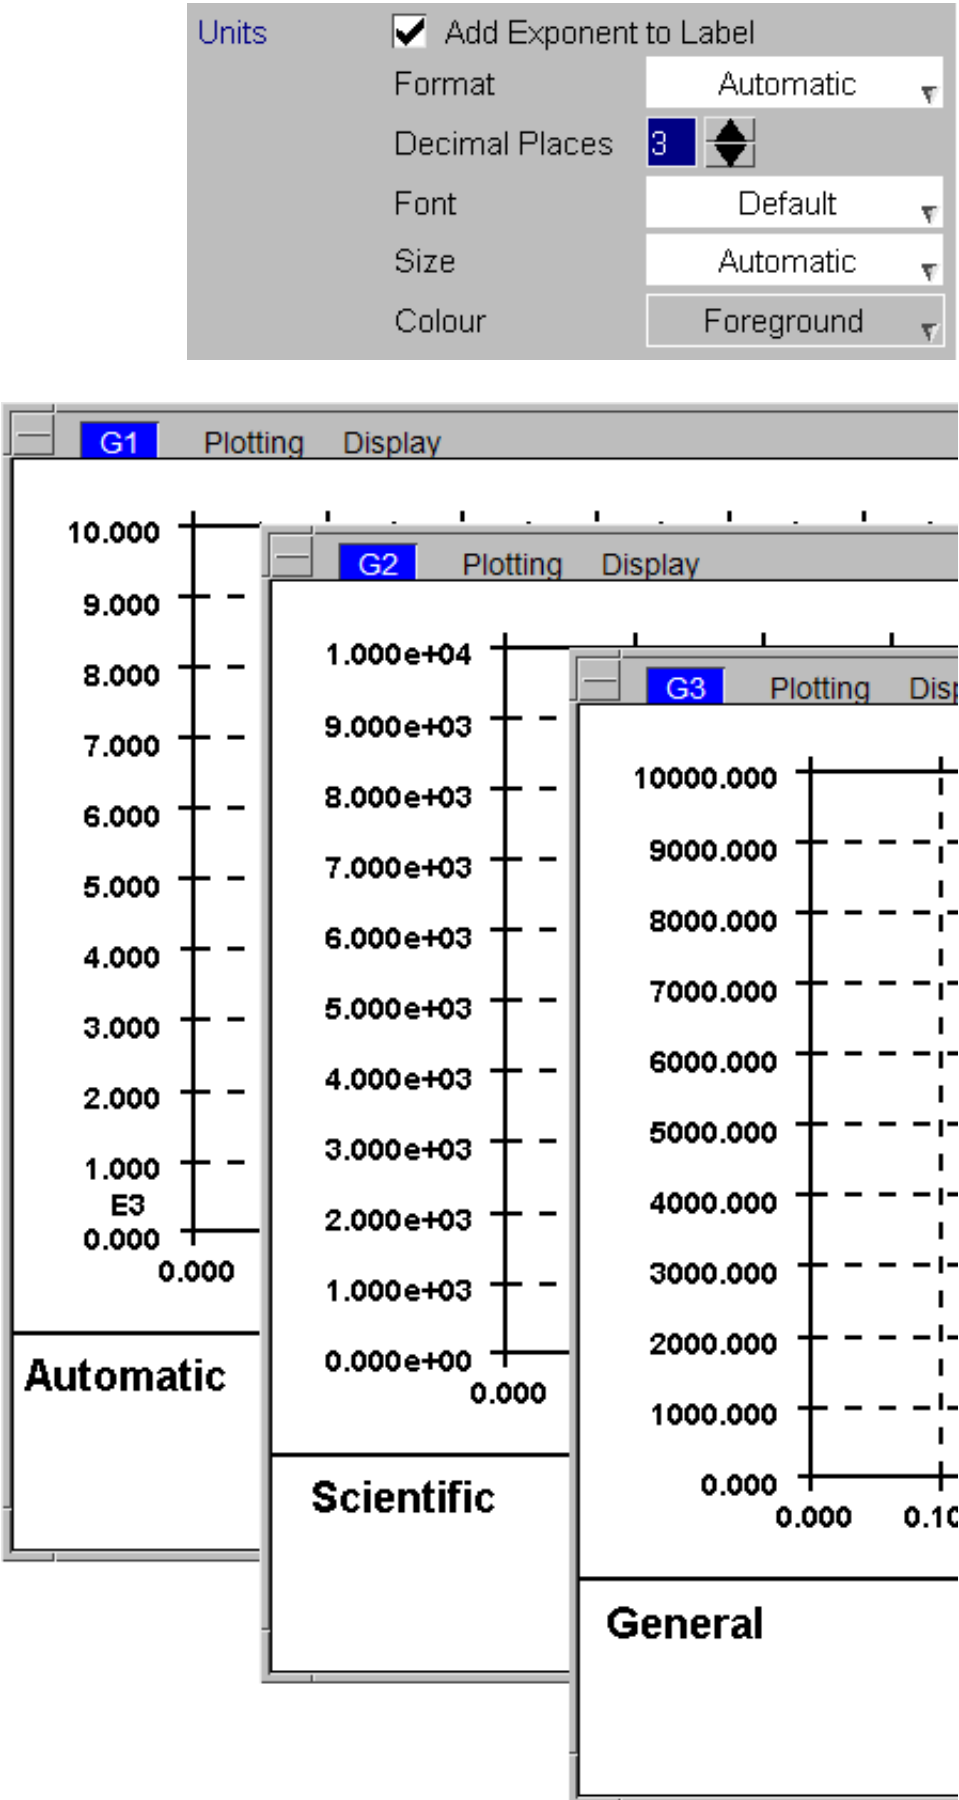 Units Add Exponent to Label
Format Automatic
Decimal Places 3
Font Default
Size Automatic
Colour Foreground
G1 Plotting Display
10.000
9.000
8.000
7.000
6.000
5.000
4.000
3.000
2.000
1.000
E3
0.000
0.000
Automatic
G2 Plotting Display
1.000e+04
9.000e+03
8.000e+03
7.000e+03
6.000e+03
5.000e+03
4.000e+03
3.000e+03
2.000e+03
1.000e+03
0.000e+00
0.000
Scientific
G3 Plotting Disp
10000.000
9000.000
8000.000
7000.000
6000.000
5000.000
4000.000
3000.000
2000.000
1000.000
0.000
0.000 0.10
General